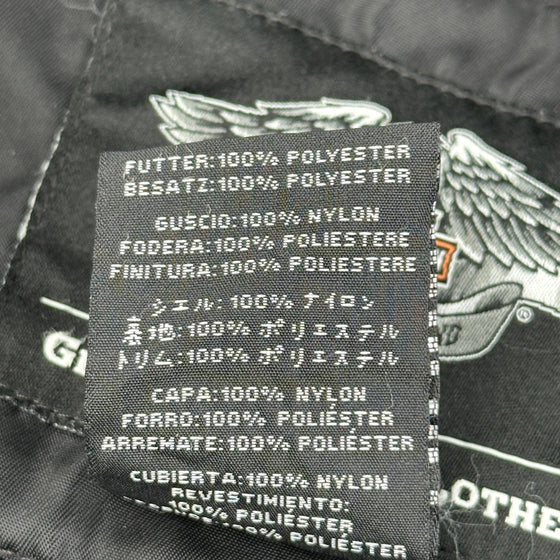 FUTTER:100% POLYESTER
BESATZ:100% POLYESTER
GUSCIO:100% NYLON
FODERA:100% POLIESTERE
FINITURA:100% POLIESTERE
シエル:100% ナイロン
裏地:100% ポリエステル
トリム:100% ポリエステル
CAPA:100% NYLON
FORRO:100% POLIÉSTER
ARREMATE:100% POLIÉSTER
CUBIERTA:100% NYLON
REVESTIMIENTO:
100% POLIÉSTER
:100% POLIÉSTER
®